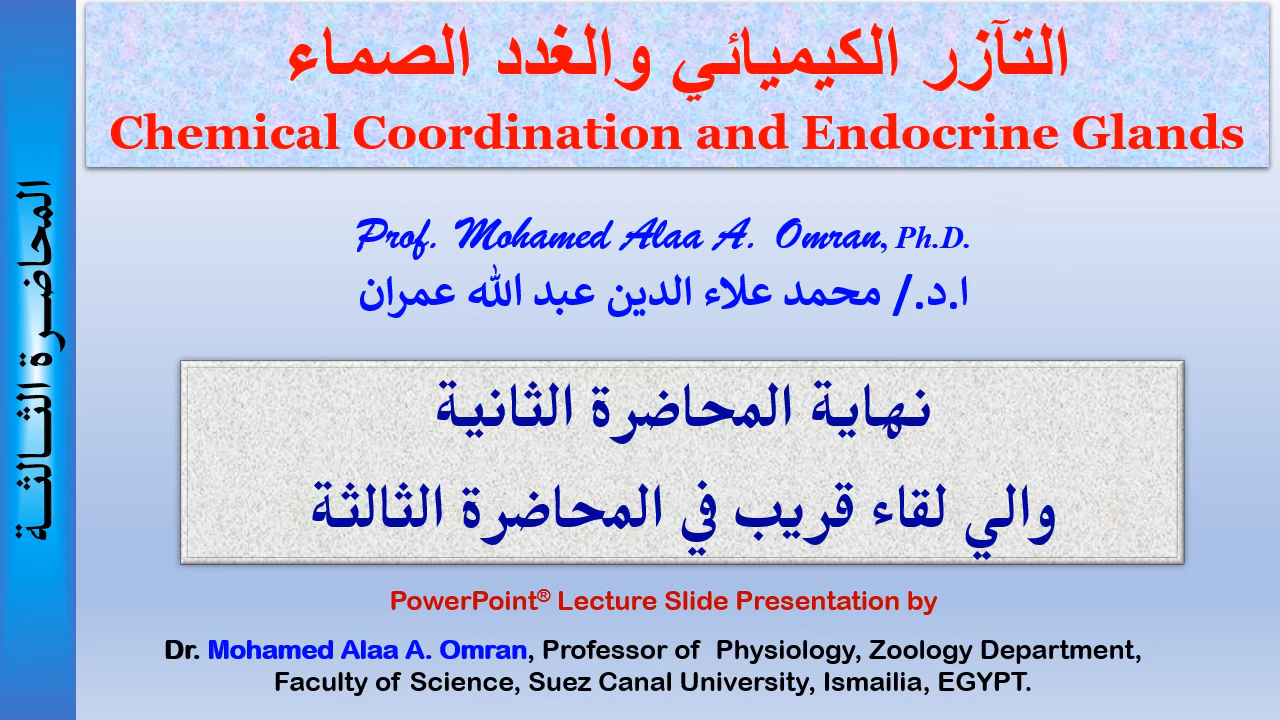 التآزر الكيميائي والغدد الصماء
Chemical Coordination and Endocrine Glands
Prof. Mohamed Alaa A. Omran, Ph.D.
ا.د./ محمد علاء الدين عبد الله عمران
نهاية المحاضرة الثانية
والي لقاء قريب في المحاضرة الثالثة
PowerPoint® Lecture Slide Presentation by
Dr. Mohamed Alaa A. Omran, Professor of Physiology, Zoology Department,
Faculty of Science, Suez Canal University, Ismailia, EGYPT.
المحاضـرة الثـالثـة